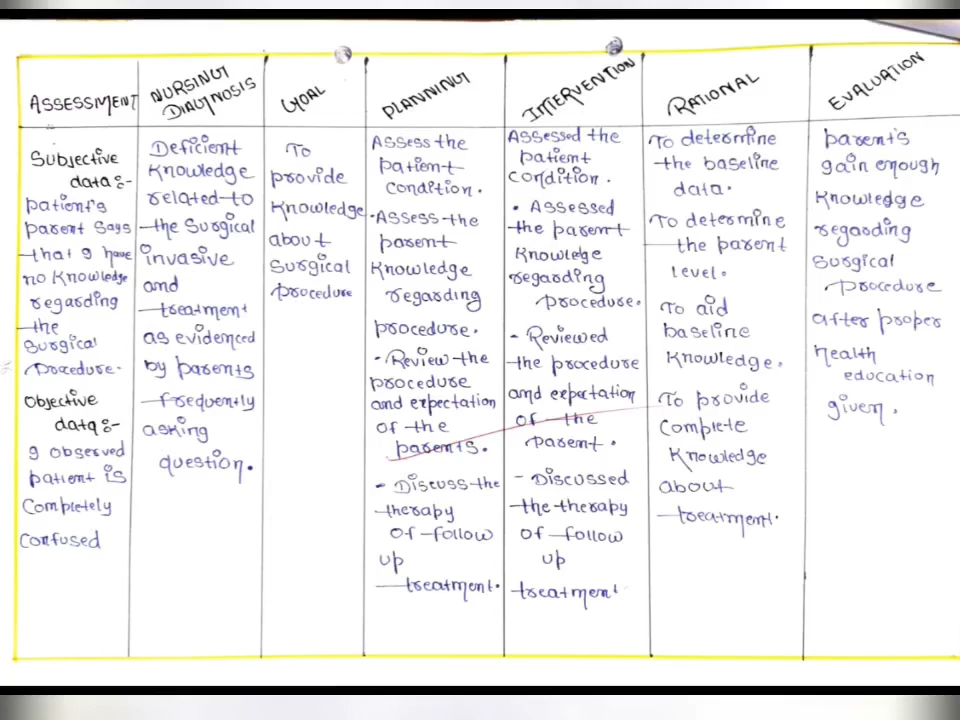 ASSESSMENT
Subjective
data:-
patient's
parent says
that I have
no knowledge
regarding
the
surgical
procedure.
Objective
data:-
I observed
patient is
Completely
confused
NURSING
DIAGNOSIS
Deficient
Knowledge
related to
the surgical
invasive
and
treatment
as evidenced
by parents
frequently
asking
question.
GOAL
To
provide
knowledge
about
surgical
procedure
PLANNING
Assess the
patient
condition.
• Assess the
parent
knowledge
regarding
procedure.
• Review the
procedure
and expectation
of the
parents.
- Discuss the
therapy
of follow
up
treatment.
INTERVENTION
Assessed the
patient
condition.
• Assessed
the parent
knowledge
regarding
procedure.
- Reviewed
the procedure
and expectation
of the
parent.
- Discussed
the therapy
of follow
up
treatment
RATIONAL
To determine
the baseline
data.
To determine
the parent
level.
To aid
baseline
knowledge.
To provide
complete
knowledge
about
treatment.
EVALUATION
parent's
gain enough
knowledge
regarding
surgical
procedure
after proper
health
education
given.